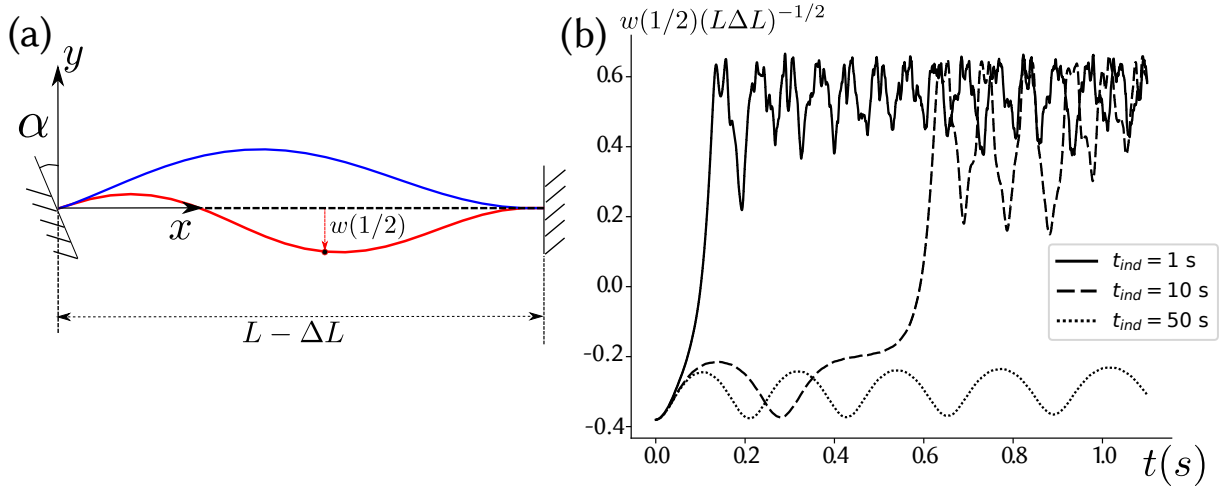 (a)
y
α
x
w(1/2)
L − ΔL
(b)
w(1/2)(LΔL)^{-1/2}
0.6
0.4
0.2
0.0
-0.2
-0.4
0.0 0.2 0.4 0.6 0.8 1.0
t(s)
t_{ind} = 1 s
t_{ind} = 10 s
t_{ind} = 50 s